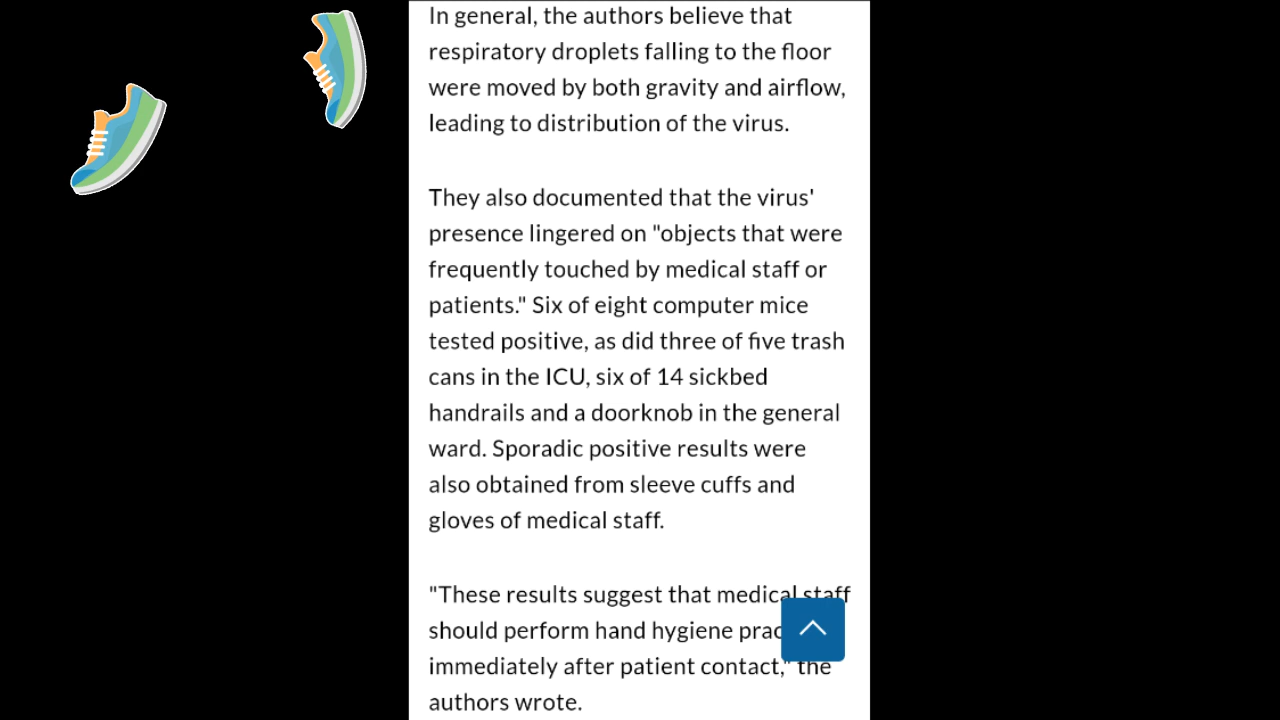 In general, the authors believe that
respiratory droplets falling to the floor
were moved by both gravity and airflow,
leading to distribution of the virus.
They also documented that the virus'
presence lingered on "objects that were
frequently touched by medical staff or
patients." Six of eight computer mice
tested positive, as did three of five trash
cans in the ICU, six of 14 sickbed
handrails and a doorknob in the general
ward. Sporadic positive results were
also obtained from sleeve cuffs and
gloves of medical staff.
"These results suggest that medical staff
should perform hand hygiene
immediately after patient contact," the
authors wrote.